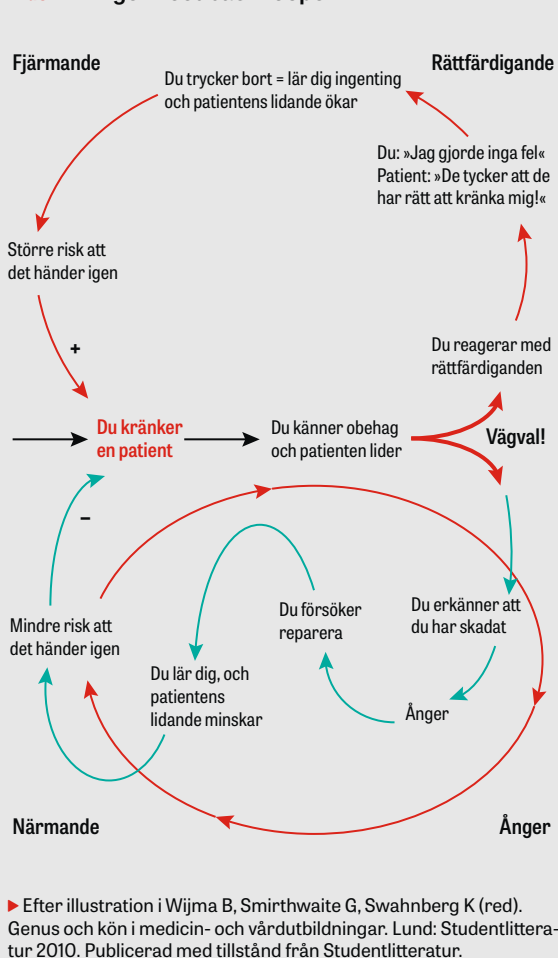 Fjärmande
Rättfärdigande
Du trycker bort = lär dig ingenting
och patientens lidande ökar
Du: »Jag gjorde inga fel«
Patient: »De tycker att de
har rätt att kränka mig!«
Större risk att
det händer igen
+
Du reagerar med
rättfärdiganden
Du kränker
en patient
Du känner obehag
och patienten lider
Vägval!
–
Mindre risk att
det händer igen
Du lär dig, och
patientens
lidande minskar
Du försöker
reparera
Du erkänner att
du har skadat
Ånger
Närmande
Ånger
Efter illustration i Wijma B, Smirthwaite G, Swahnberg K (red).
Genus och kön i medicin- och vårdutbildningar. Lund: Studentlittera-
tur 2010. Publicerad med tillstånd från Studentlitteratur.